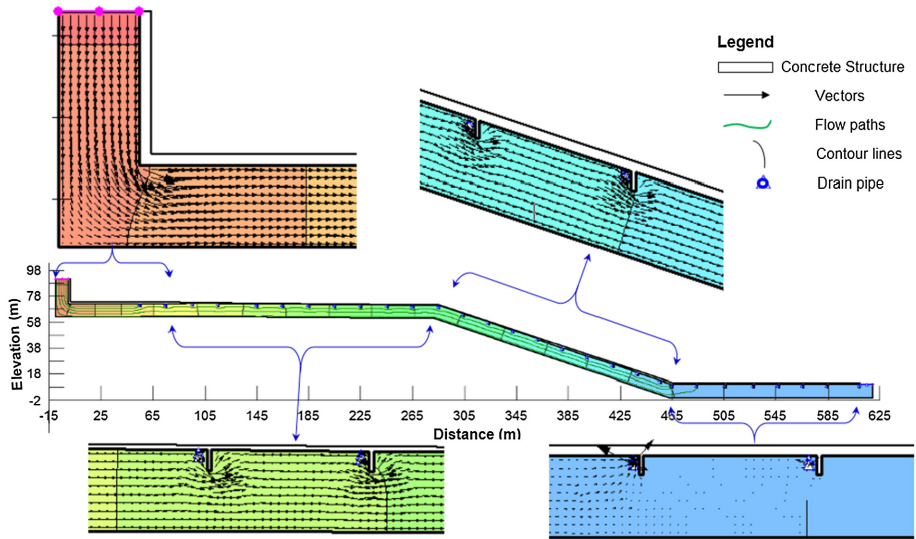 Legend
Concrete Structure
Vectors
Flow paths
Contour lines
Drain pipe
Elevation (m)
98
78
58
38
18
-2
-15 25 65 105 145 185 225 265 305 345 385 425 465 505 545 585 625
Distance (m)